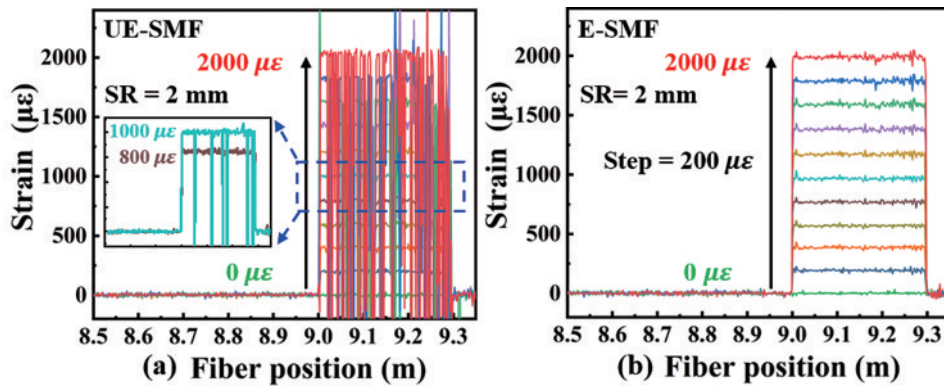 UE-SMF
2000 με
SR = 2 mm
1000 με
800 με
0 με
Strain (με)
2000
1500
1000
500
0
8.5 8.6 8.7 8.8 8.9 9.0 9.1 9.2 9.3
(a) Fiber position (m)
E-SMF
2000 με
SR= 2 mm
Step = 200 με
0 με
Strain (με)
2000
1500
1000
500
0
8.5 8.6 8.7 8.8 8.9 9.0 9.1 9.2 9.3
(b) Fiber position (m)